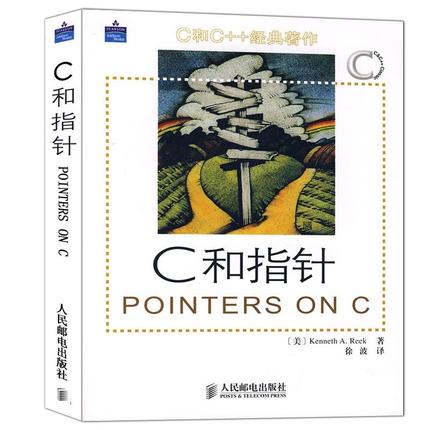 PEARSON
C和C++经典著作
C&C++ Classic
C和指针
POINTERS ON C
C和指针
POINTERS ON C
〔美〕Kenneth A. Reek 著
徐波 译
人民邮电出版社
人民邮电出版社
POSTS & TELECOM PRESS